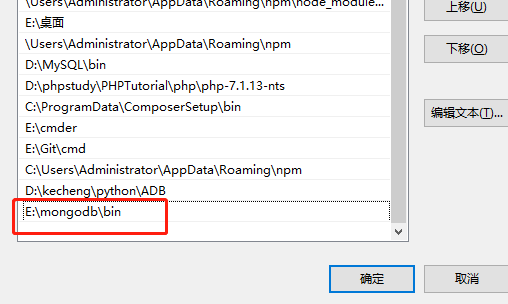 \Users\Administrator\AppData\Roaming\npm\node_module...
E:\桌面
\Users\Administrator\AppData\Roaming\npm
D:\MySQL\bin
D:\phpstudy\PHPTutorial\php\php-7.1.13-nts
C:\ProgramData\ComposerSetup\bin
E:\cmder
E:\Git\cmd
C:\Users\Administrator\AppData\Roaming\npm
D:\kecheng\python\ADB
E:\mongodb\bin
上移(U)
下移(O)
编辑文本(T)...
确定
取消